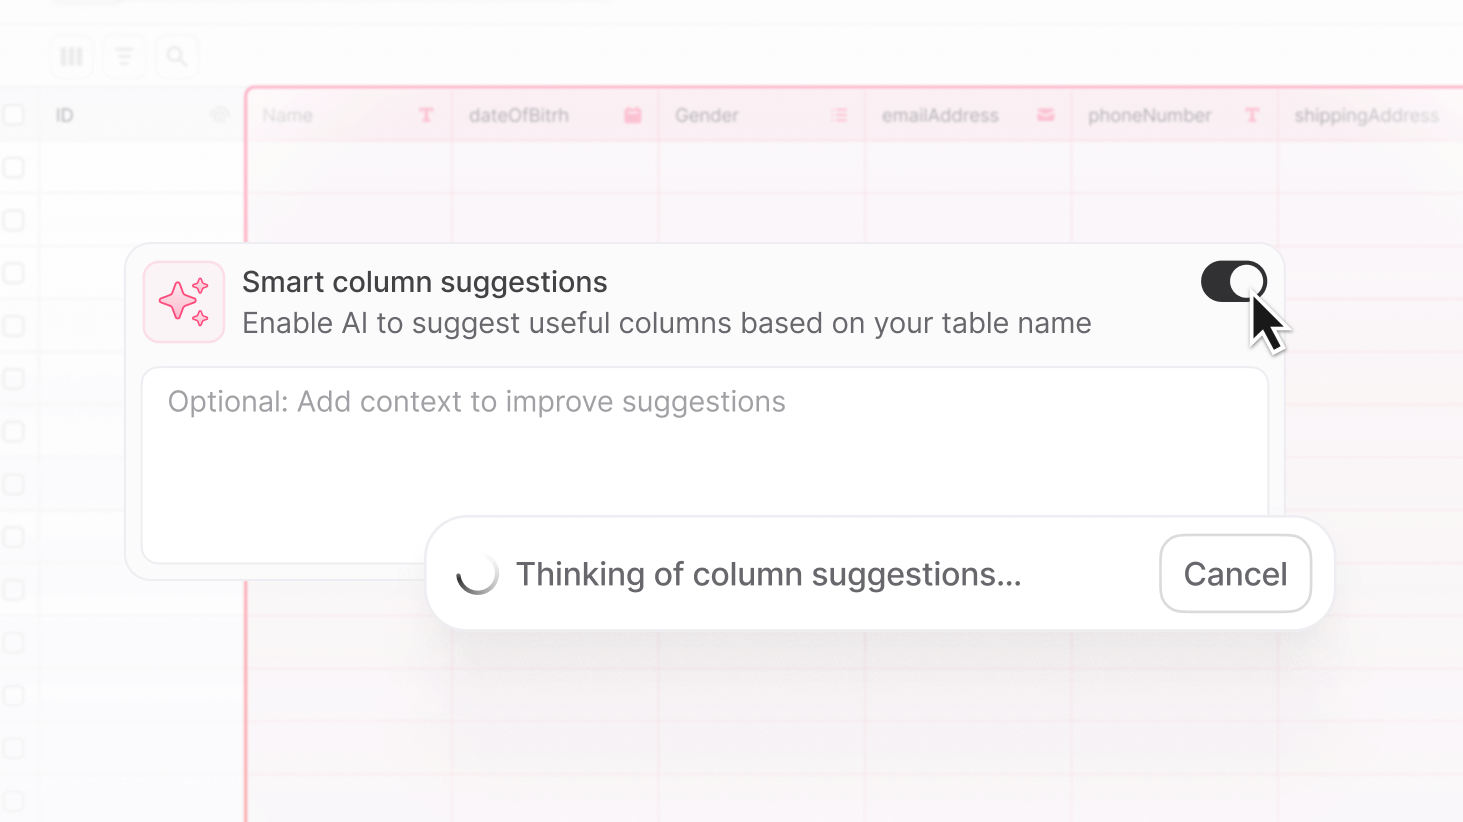 ID
Name
dateOfBitrh
Gender
emailAddress
phoneNumber
shippingAddress
Smart column suggestions
Enable AI to suggest useful columns based on your table name
Optional: Add context to improve suggestions
Thinking of column suggestions...
Cancel